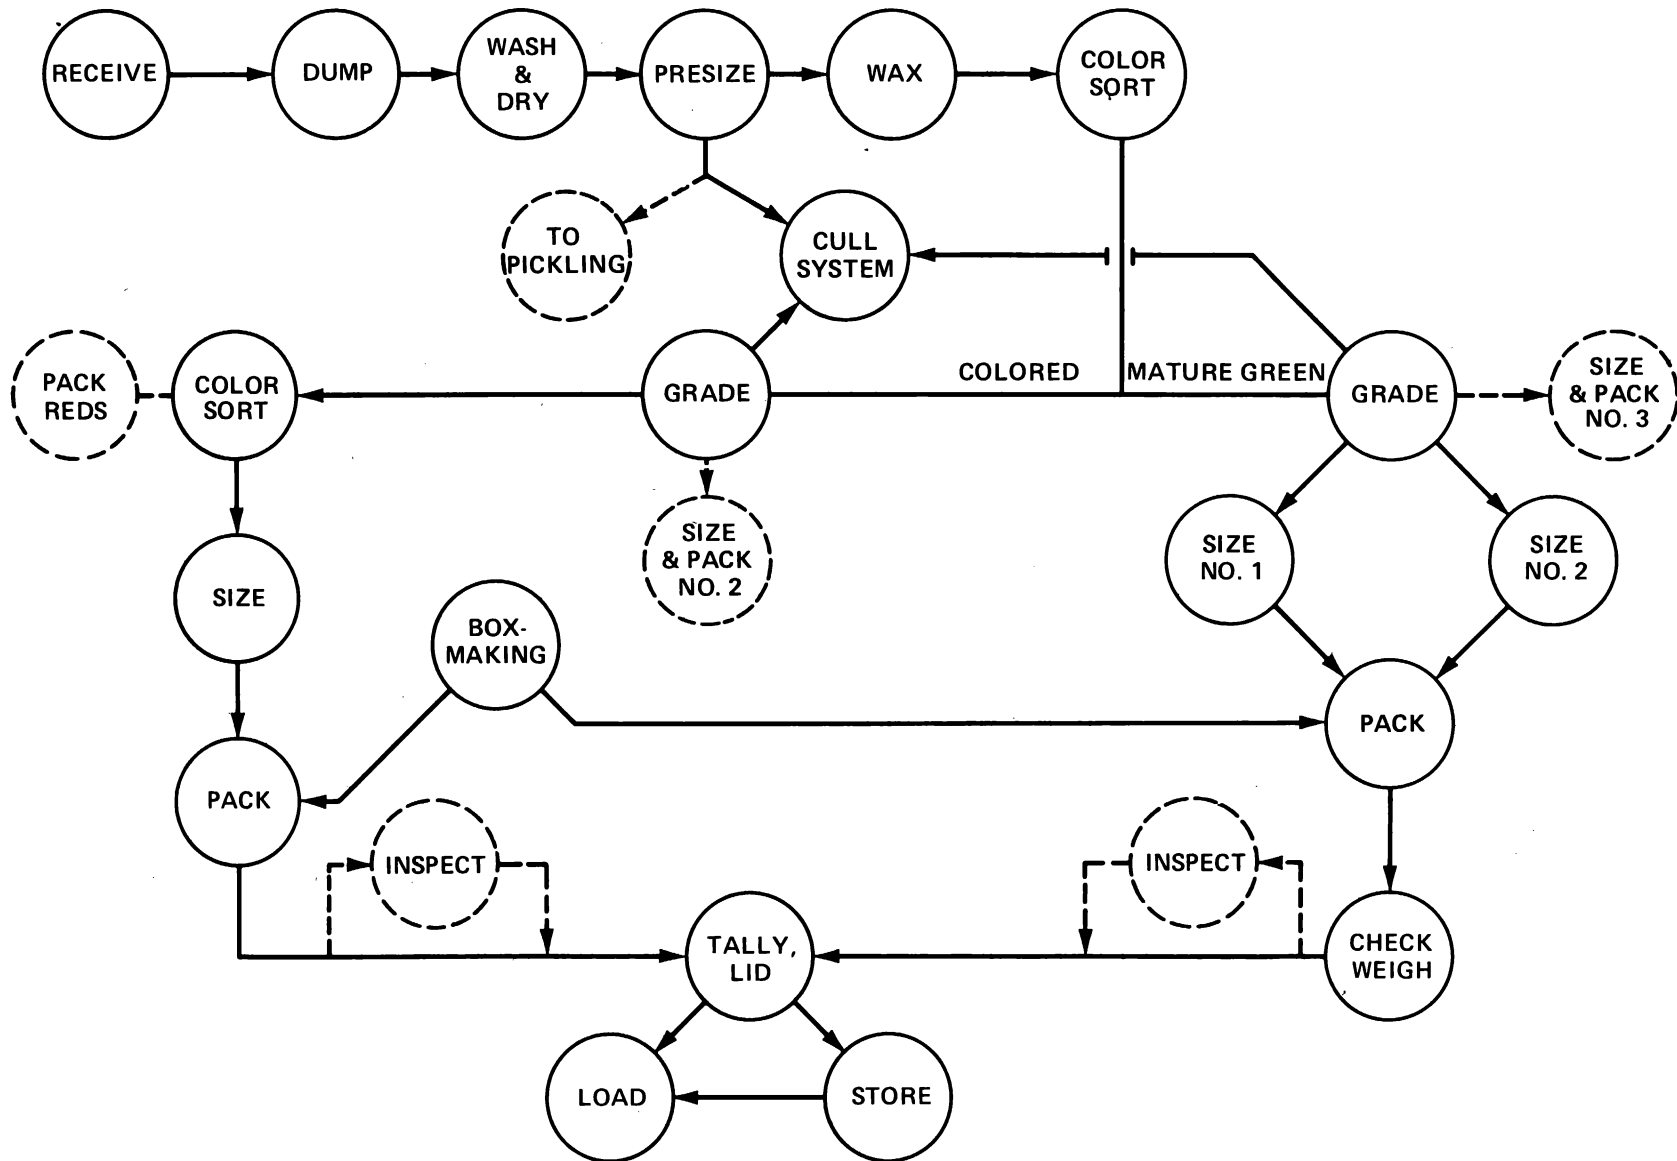 RECEIVE
DUMP
WASH
&
DRY
PRESIZE
WAX
COLOR
SORT
TO
PICKLING
CULL
SYSTEM
PACK
REDS
COLOR
SORT
GRADE
COLORED
MATURE GREEN
GRADE
SIZE
& PACK
NO. 3
SIZE
& PACK
NO. 2
SIZE
NO. 1
SIZE
NO. 2
SIZE
BOX-
MAKING
PACK
PACK
INSPECT
INSPECT
TALLY,
LID
CHECK
WEIGH
LOAD
STORE